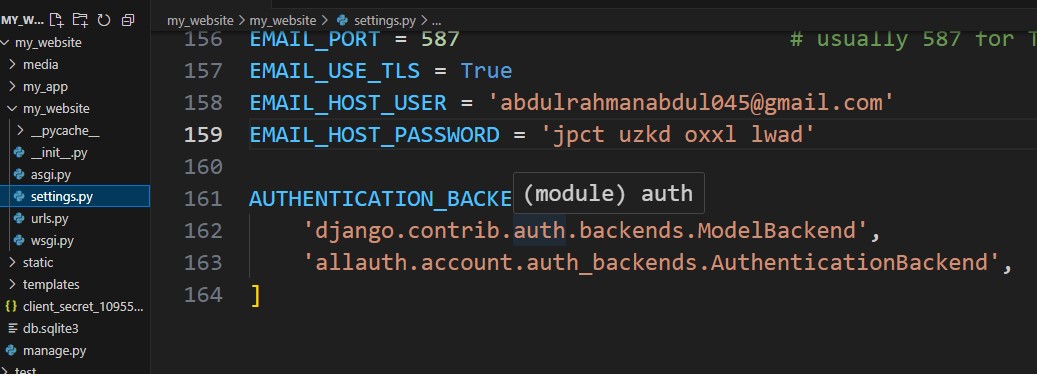 MY_W...
my_website
media
my_app
my_website
__pycache__
__init__.py
asgi.py
settings.py
urls.py
wsgi.py
static
templates
client_secret_10955...
db.sqlite3
manage.py
test
my_website > my_website > settings.py > ...
156 EMAIL_PORT = 587 # usually 587 for
157 EMAIL_USE_TLS = True
158 EMAIL_HOST_USER = 'abdulrahmanabdul045@gmail.com'
159 EMAIL_HOST_PASSWORD = 'jpct uzkd oxxl lwad'
160
161 AUTHENTICATION_BACKE
(module) auth
162 'django.contrib.auth.backends.ModelBackend',
163 'allauth.account.auth_backends.AuthenticationBackend',
164 ]